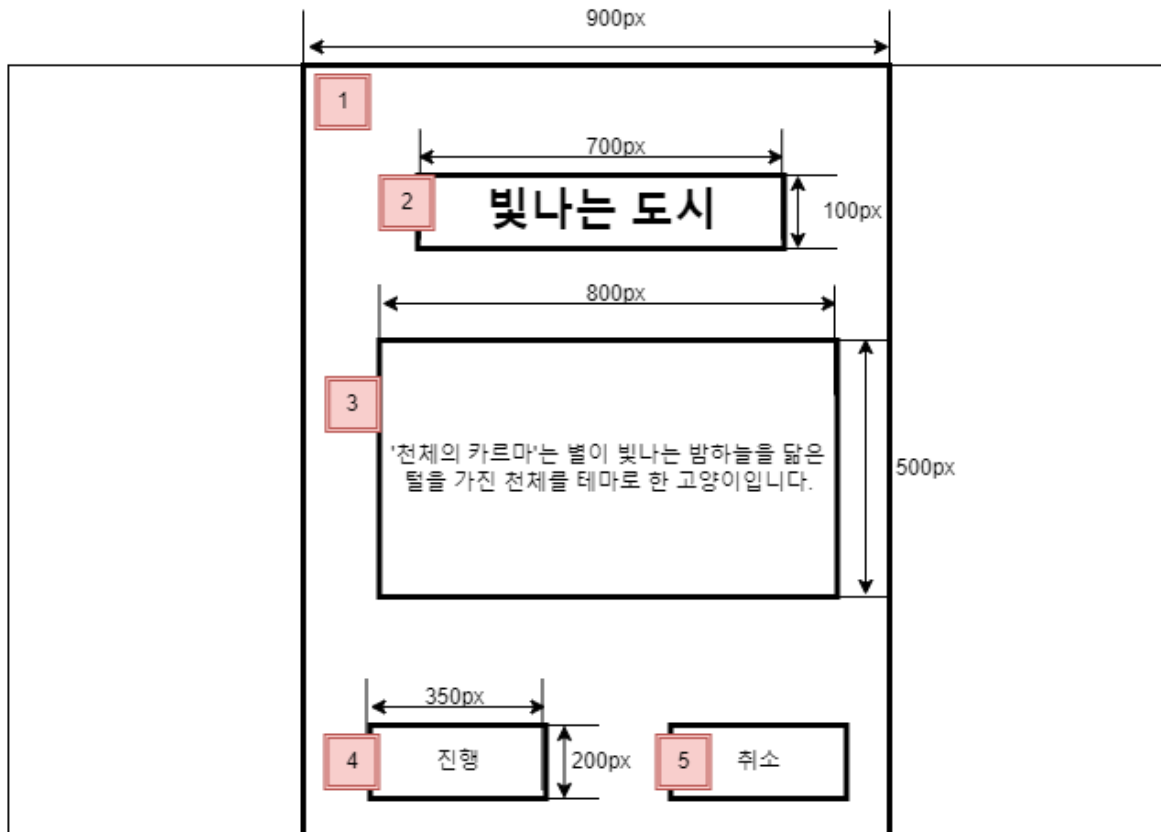 900px
1
700px
2
빛나는 도시
100px
800px
3
'천체의 카르마'는 별이 빛나는 밤하늘을 닮은
털을 가진 천체를 테마로 한 고양이입니다.
500px
350px
4
진행
200px
5
취소